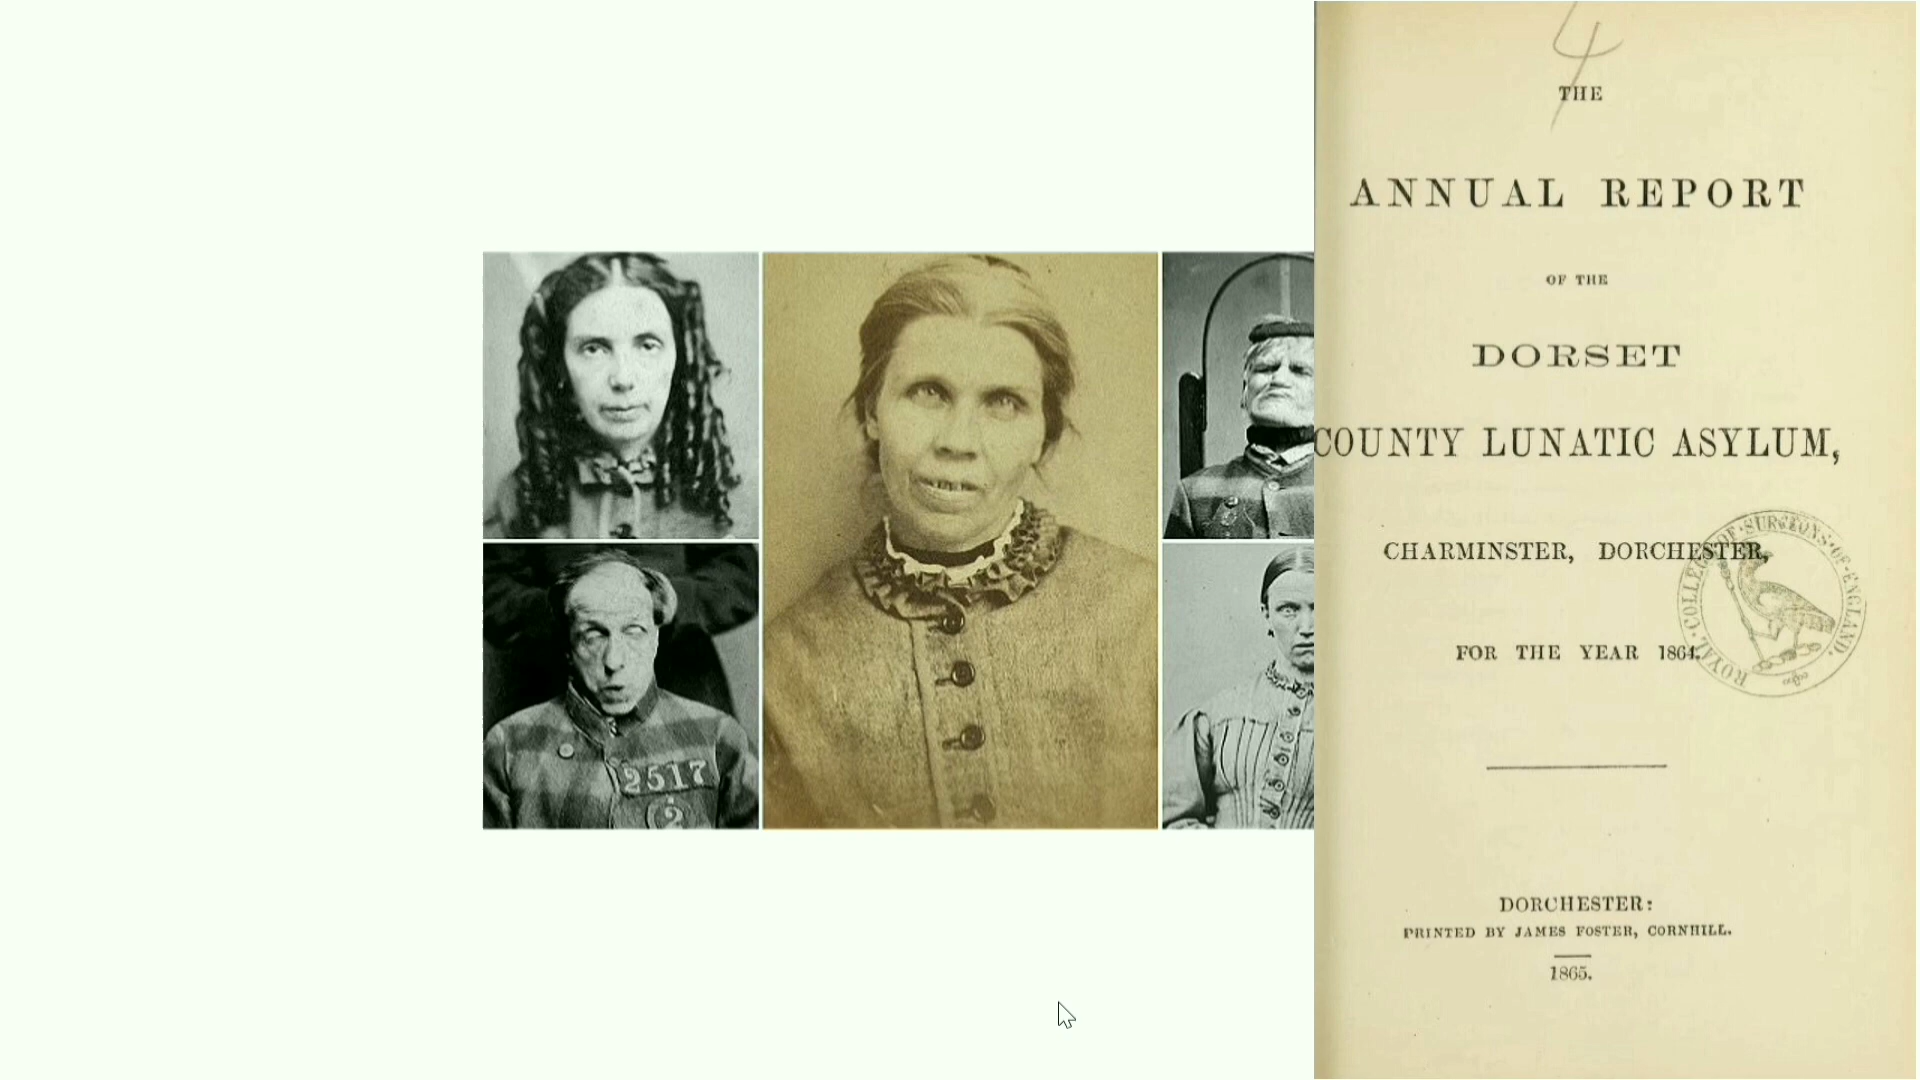 2517
2
4
THE
ANNUAL REPORT
OF THE
DORSET
COUNTY LUNATIC ASYLUM,
CHARMINSTER, DORCHESTER,
ROYAL · COLLEGE · OF · SURGEONS · OF · ENGLAND.
FOR THE YEAR 1864.
DORCHESTER:
PRINTED BY JAMES FOSTER, CORNHILL.
1865.